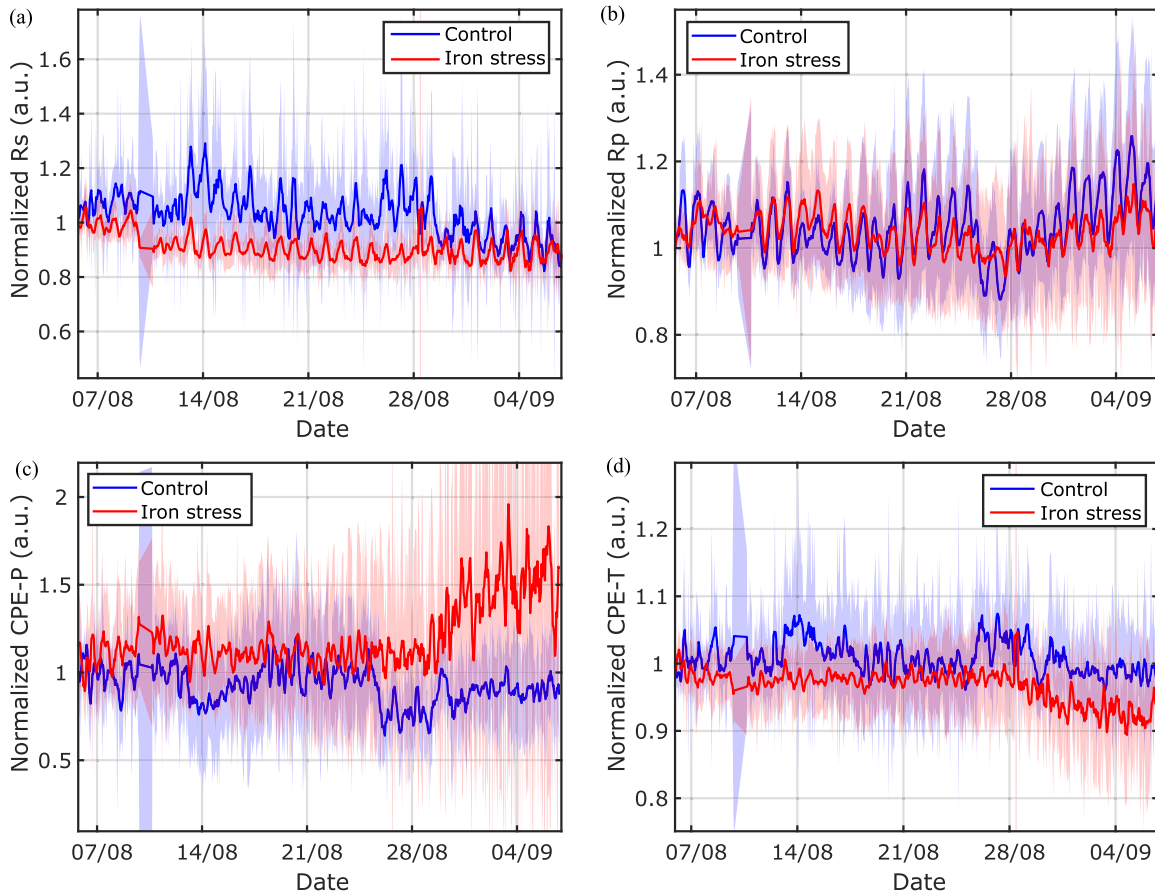 (a)
Normalized Rs (a.u.)
1.6
1.4
1.2
1
0.8
0.6
Control
Iron stress
07/08 14/08 21/08 28/08 04/09
Date
(b)
Normalized Rp (a.u.)
1.4
1.2
1
0.8
Control
Iron stress
07/08 14/08 21/08 28/08 04/09
Date
(c)
Normalized CPE-P (a.u.)
2
1.5
1
0.5
Control
Iron stress
07/08 14/08 21/08 28/08 04/09
Date
(d)
Normalized CPE-T (a.u.)
1.2
1.1
1
0.9
0.8
Control
Iron stress
07/08 14/08 21/08 28/08 04/09
Date